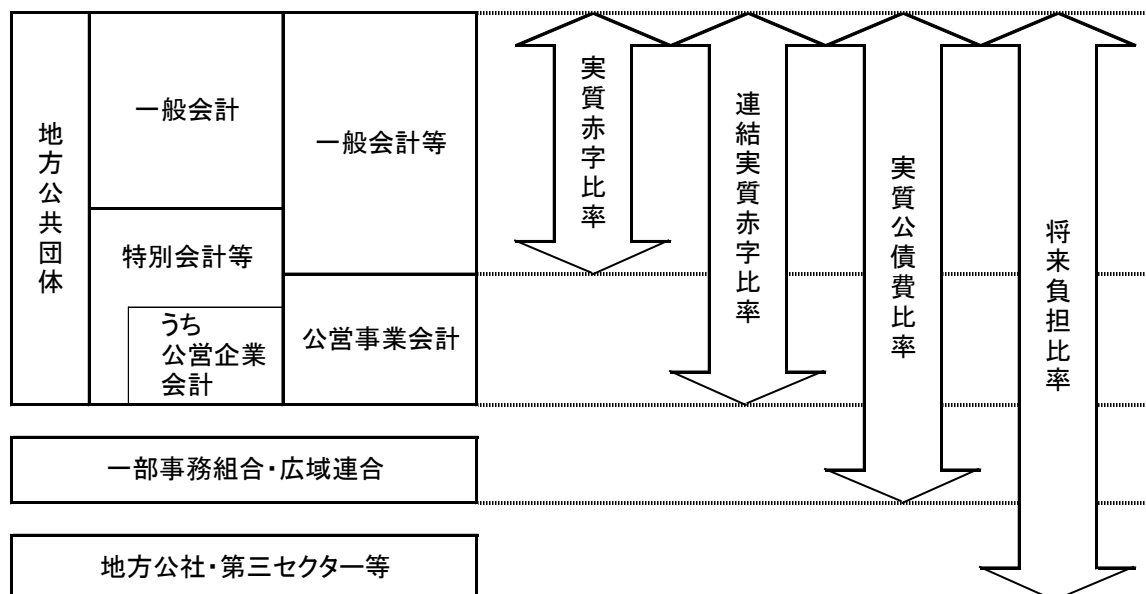 地方公共団体
一般会計
特別会計等
うち
公営企業
会計
一般会計等
公営事業会計
一部事務組合・広域連合
地方公社・第三セクター等
実質赤字比率
連結実質赤字比率
実質公債費比率
将来負担比率